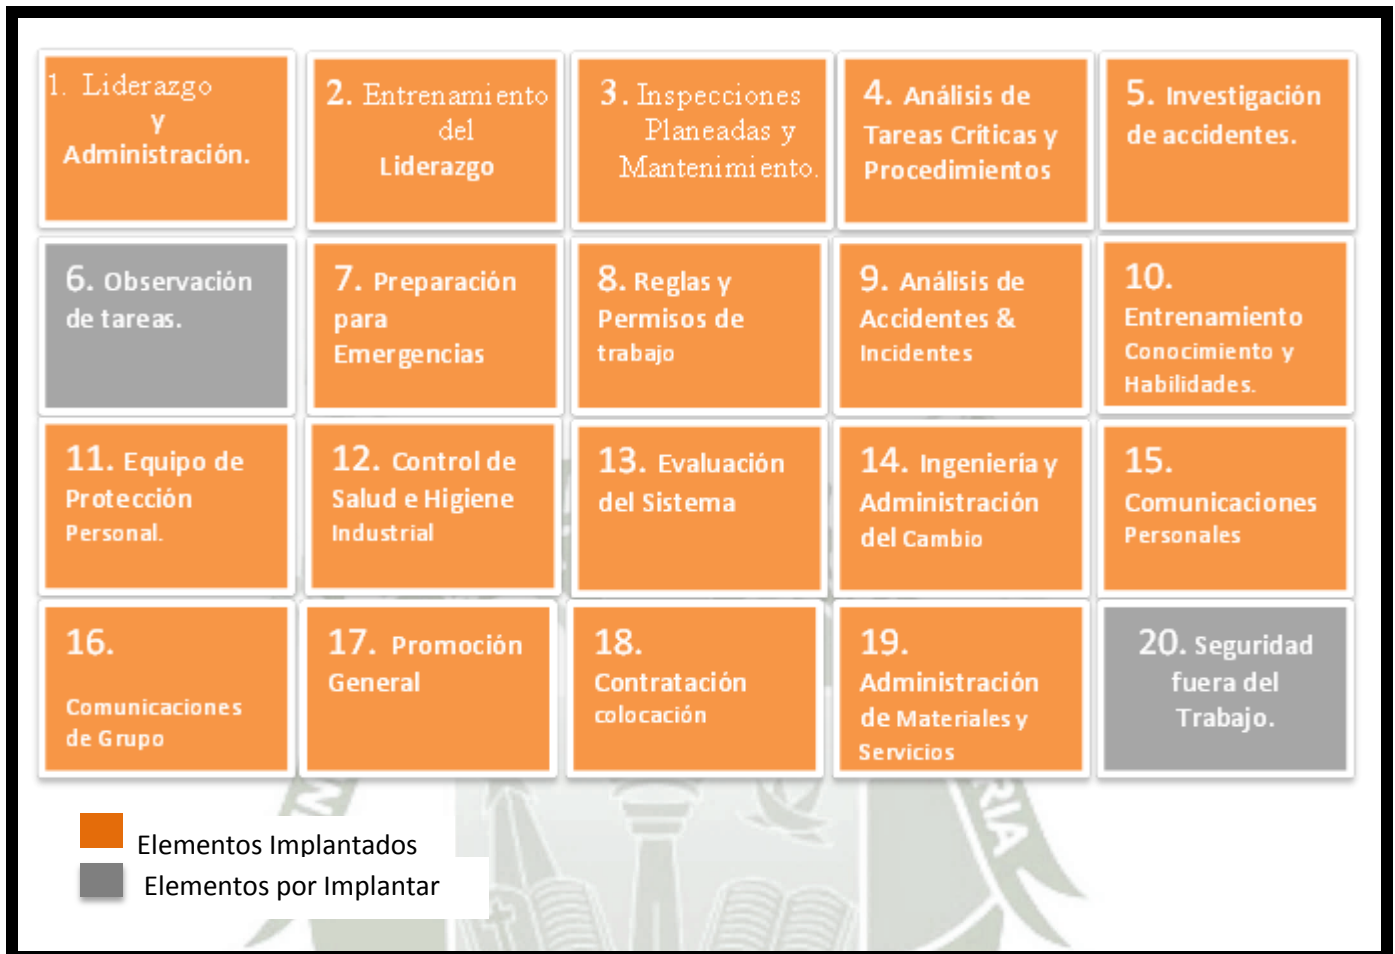 1. Liderazgo
y
Administración.
2. Entrenamiento
del
Liderazgo
3. Inspecciones
Planeadas y
Mantenimiento.
4. Análisis de
Tareas Críticas y
Procedimientos
5. Investigación
de accidentes.
6. Observación
de tareas.
7. Preparación
para
Emergencias
8. Reglas y
Permisos de
trabajo
9. Análisis de
Accidentes &
Incidentes
10.
Entrenamiento
Conocimiento y
Habilidades.
11. Equipo de
Protección
Personal.
12. Control de
Salud e Higiene
Industrial
13. Evaluación
del Sistema
14. Ingeniería y
Administración
del Cambio
15.
Comunicaciones
Personales
16.
Comunicaciones
de Grupo
17. Promoción
General
18.
Contratación
colocación
19.
Administración
de Materiales y
Servicios
20. Seguridad
fuera del
Trabajo.
Elementos Implantados
Elementos por Implantar